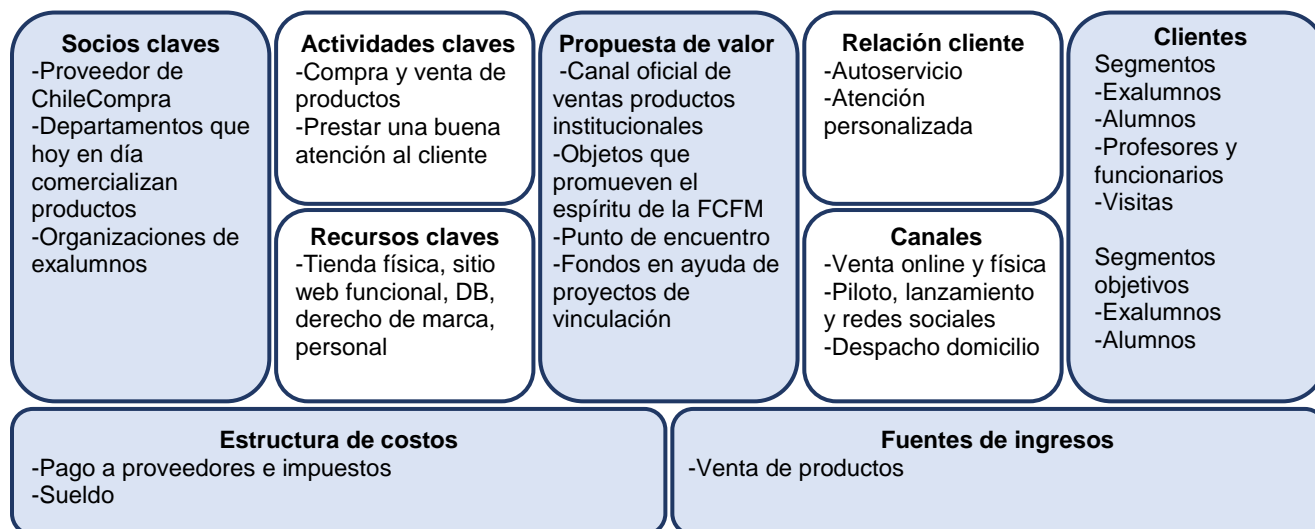 Socios claves
-Proveedor de
ChileCompra
-Departamentos que
hoy en día
comercializan
productos
-Organizaciones de
exalumnos
Actividades claves
-Compra y venta de
productos
-Prestar una buena
atención al cliente
Recursos claves
-Tienda física, sitio
web funcional, DB,
derecho de marca,
personal
Propuesta de valor
-Canal oficial de
ventas productos
institucionales
-Objetos que
promueven el
espíritu de la FCFM
-Punto de encuentro
-Fondos en ayuda de
proyectos de
vinculación
Relación cliente
-Autoservicio
-Atención
personalizada
Canales
-Venta online y física
-Piloto, lanzamiento
y redes sociales
-Despacho domicilio
Clientes
Segmentos
-Exalumnos
-Alumnos
-Profesores y
funcionarios
-Visitas
Segmentos
objetivos
-Exalumnos
-Alumnos
Estructura de costos
-Pago a proveedores e impuestos
-Sueldo
Fuentes de ingresos
-Venta de productos